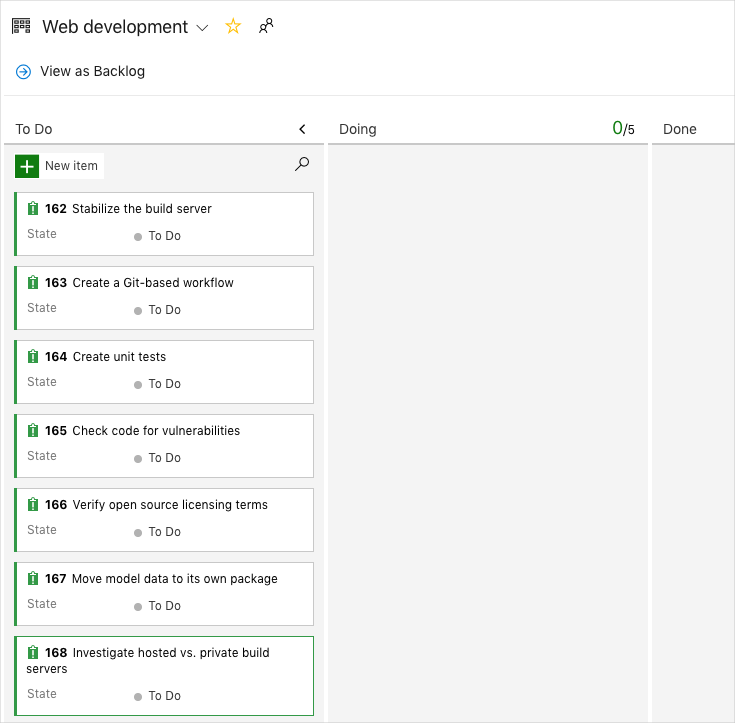 Web development
View as Backlog
To Do
Doing
0/5
Done
New item
162 Stabilize the build server
State To Do
163 Create a Git-based workflow
State To Do
164 Create unit tests
State To Do
165 Check code for vulnerabilities
State To Do
166 Verify open source licensing terms
State To Do
167 Move model data to its own package
State To Do
168 Investigate hosted vs. private build
servers
State To Do